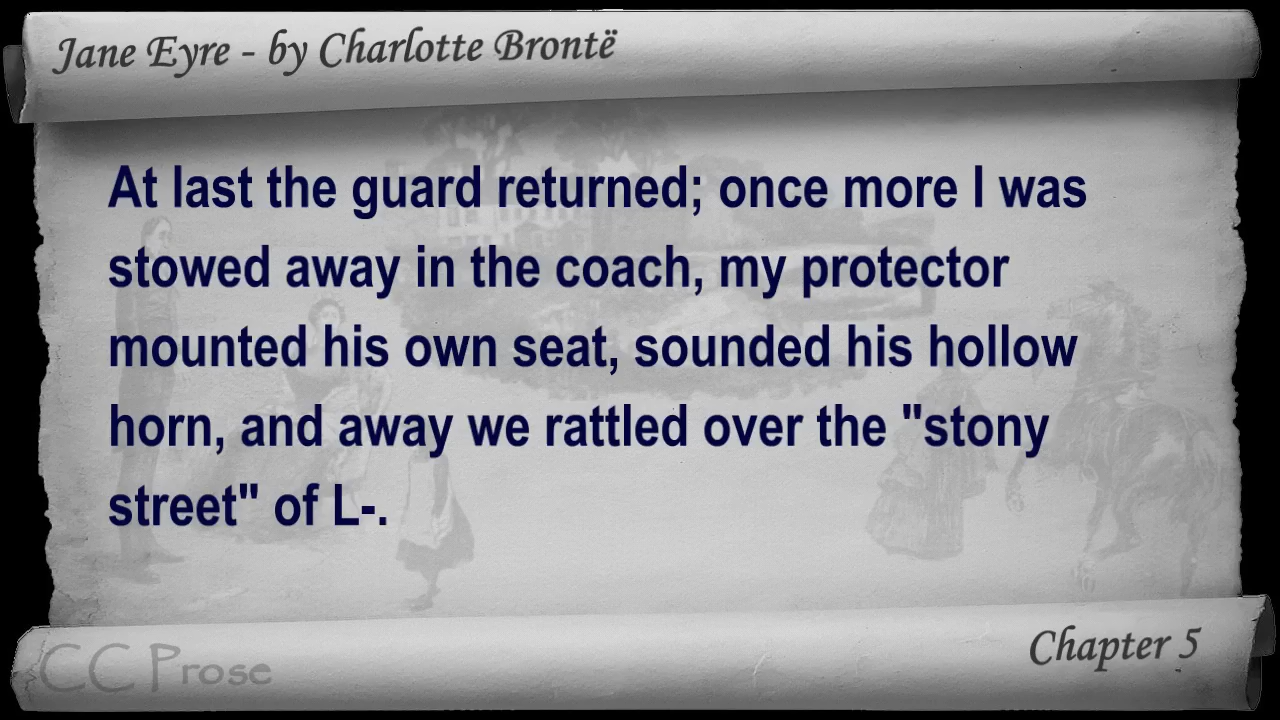 Jane Eyre - by Charlotte Brontë
At last the guard returned; once more I was
stowed away in the coach, my protector
mounted his own seat, sounded his hollow
horn, and away we rattled over the "stony
street" of L-.
CC Prose
Chapter 5